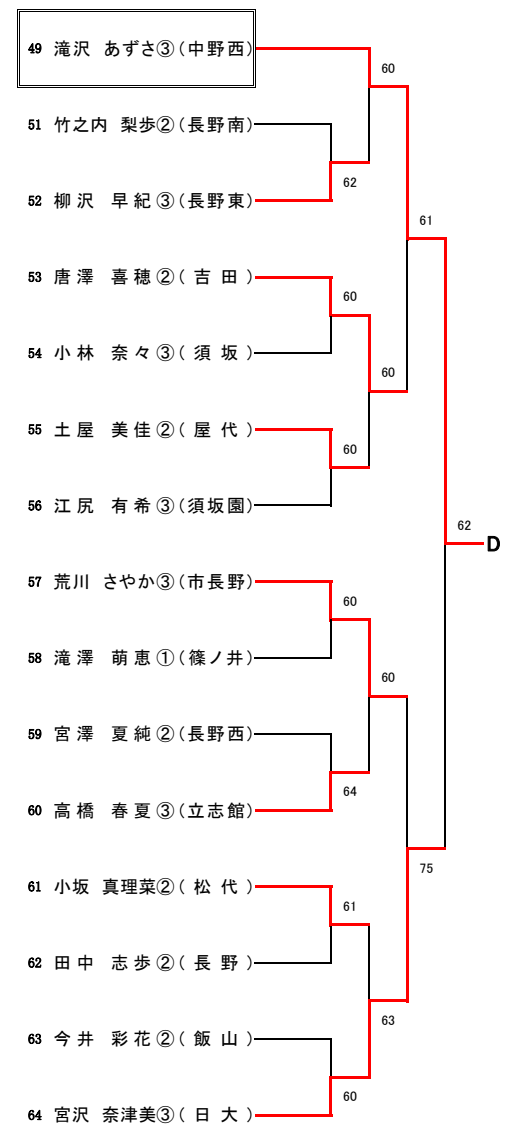 49 滝沢 あずさ③(中野西)
60
51 竹之内 梨歩②(長野南)
62
52 柳沢 早紀③(長野東)
61
53 唐澤 喜穂②(吉田)
60
54 小林 奈々③(須坂)
60
55 土屋 美佳②(屋代)
60
56 江尻 有希③(須坂園)
62
D
57 荒川 さやか③(市長野)
60
58 滝澤 萌恵①(篠ノ井)
60
59 宮澤 夏純②(長野西)
64
60 高橋 春夏③(立志館)
75
61 小坂 真理菜②(松代)
61
62 田中 志歩②(長野)
63
63 今井 彩花②(飯山)
60
64 宮沢 奈津美③(日大)